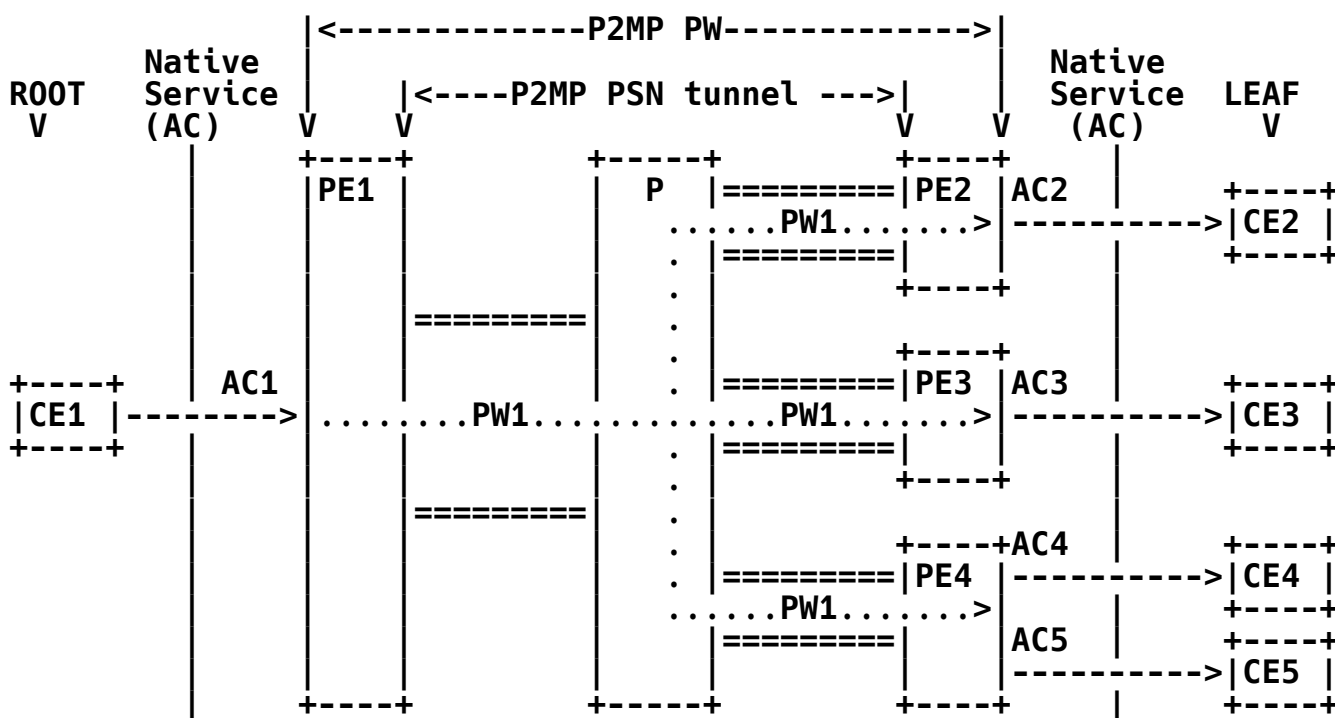 |<-------------P2MP PW------------->|
Native Native
ROOT Service |<----P2MP PSN tunnel --->| Service LEAF
V (AC) V V V V (AC) V
+----+ +-----+ +----+
|PE1 | | P |=========|PE2 |AC2 +----+
......PW1.......>|---------->|CE2 |
. |=========| +----+
. +----+
|=========| .
. +----+
+----+ AC1 . |=========|PE3 |AC3 +----+
|CE1 |-------->|........PW1.............PW1.......>|---------->|CE3 |
+----+ . |=========| +----+
. +----+
|=========| .
. +----+AC4 +----+
. |=========|PE4 |---------->|CE4 |
......PW1.......> +----+
|=========| |AC5 +----+
|---------->|CE5 |
+----+ +-----+ +----+ +----+